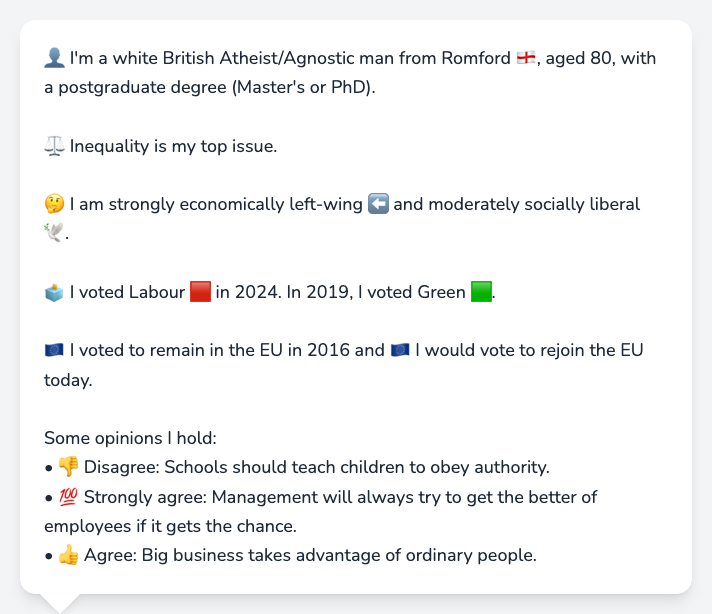 👤 I'm a white British Atheist/Agnostic man from Romford 🏴󠁧󠁢󠁥󠁮󠁧󠁿, aged 80, with
a postgraduate degree (Master's or PhD).
⚖️ Inequality is my top issue.
🤔 I am strongly economically left-wing ⬅️ and moderately socially liberal
🕊️.
🗳️ I voted Labour 🟥 in 2024. In 2019, I voted Green 🟩.
🇪🇺 I voted to remain in the EU in 2016 and 🇪🇺 I would vote to rejoin the EU
today.
Some opinions I hold:
• 👎 Disagree: Schools should teach children to obey authority.
• 💯 Strongly agree: Management will always try to get the better of
employees if it gets the chance.
• 👍 Agree: Big business takes advantage of ordinary people.